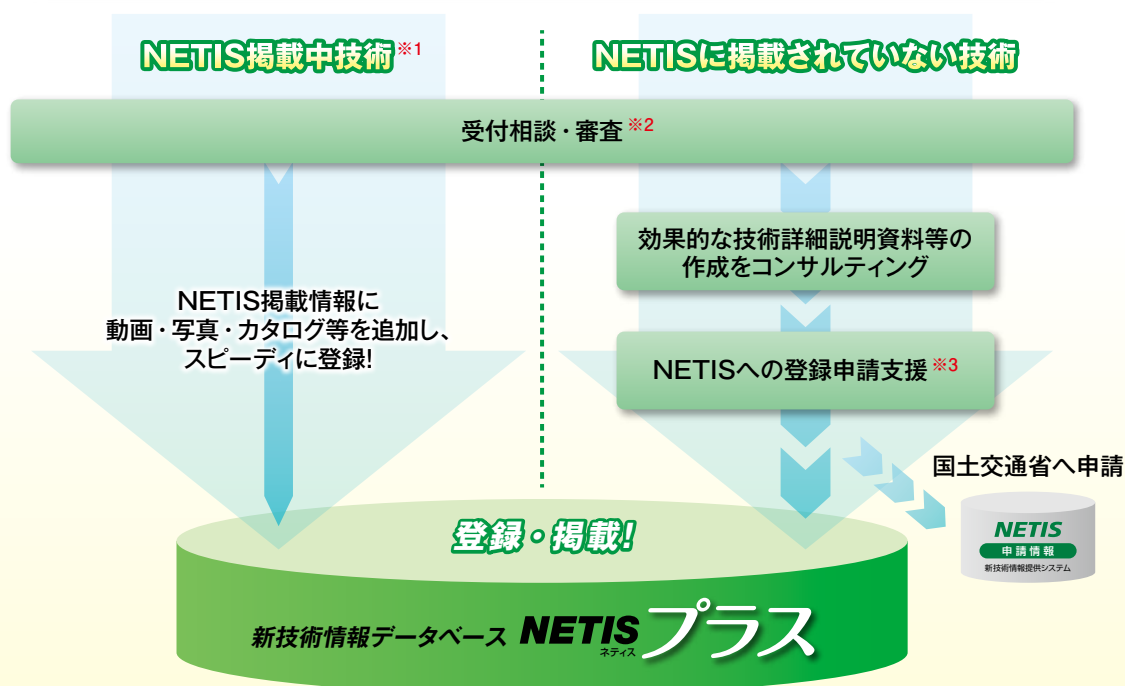 NETIS掲載中技術※1
NETISに掲載されていない技術
受付相談・審査※2
効果的な技術詳細説明資料等の
作成をコンサルティング
NETIS掲載情報に
動画・写真・カタログ等を追加し、
スピーディに登録!
NETISへの登録申請支援※3
国土交通省へ申請
NETIS
申請情報
新技術情報提供システム
登録・掲載!
新技術情報データベース NETISプラス
ネティス